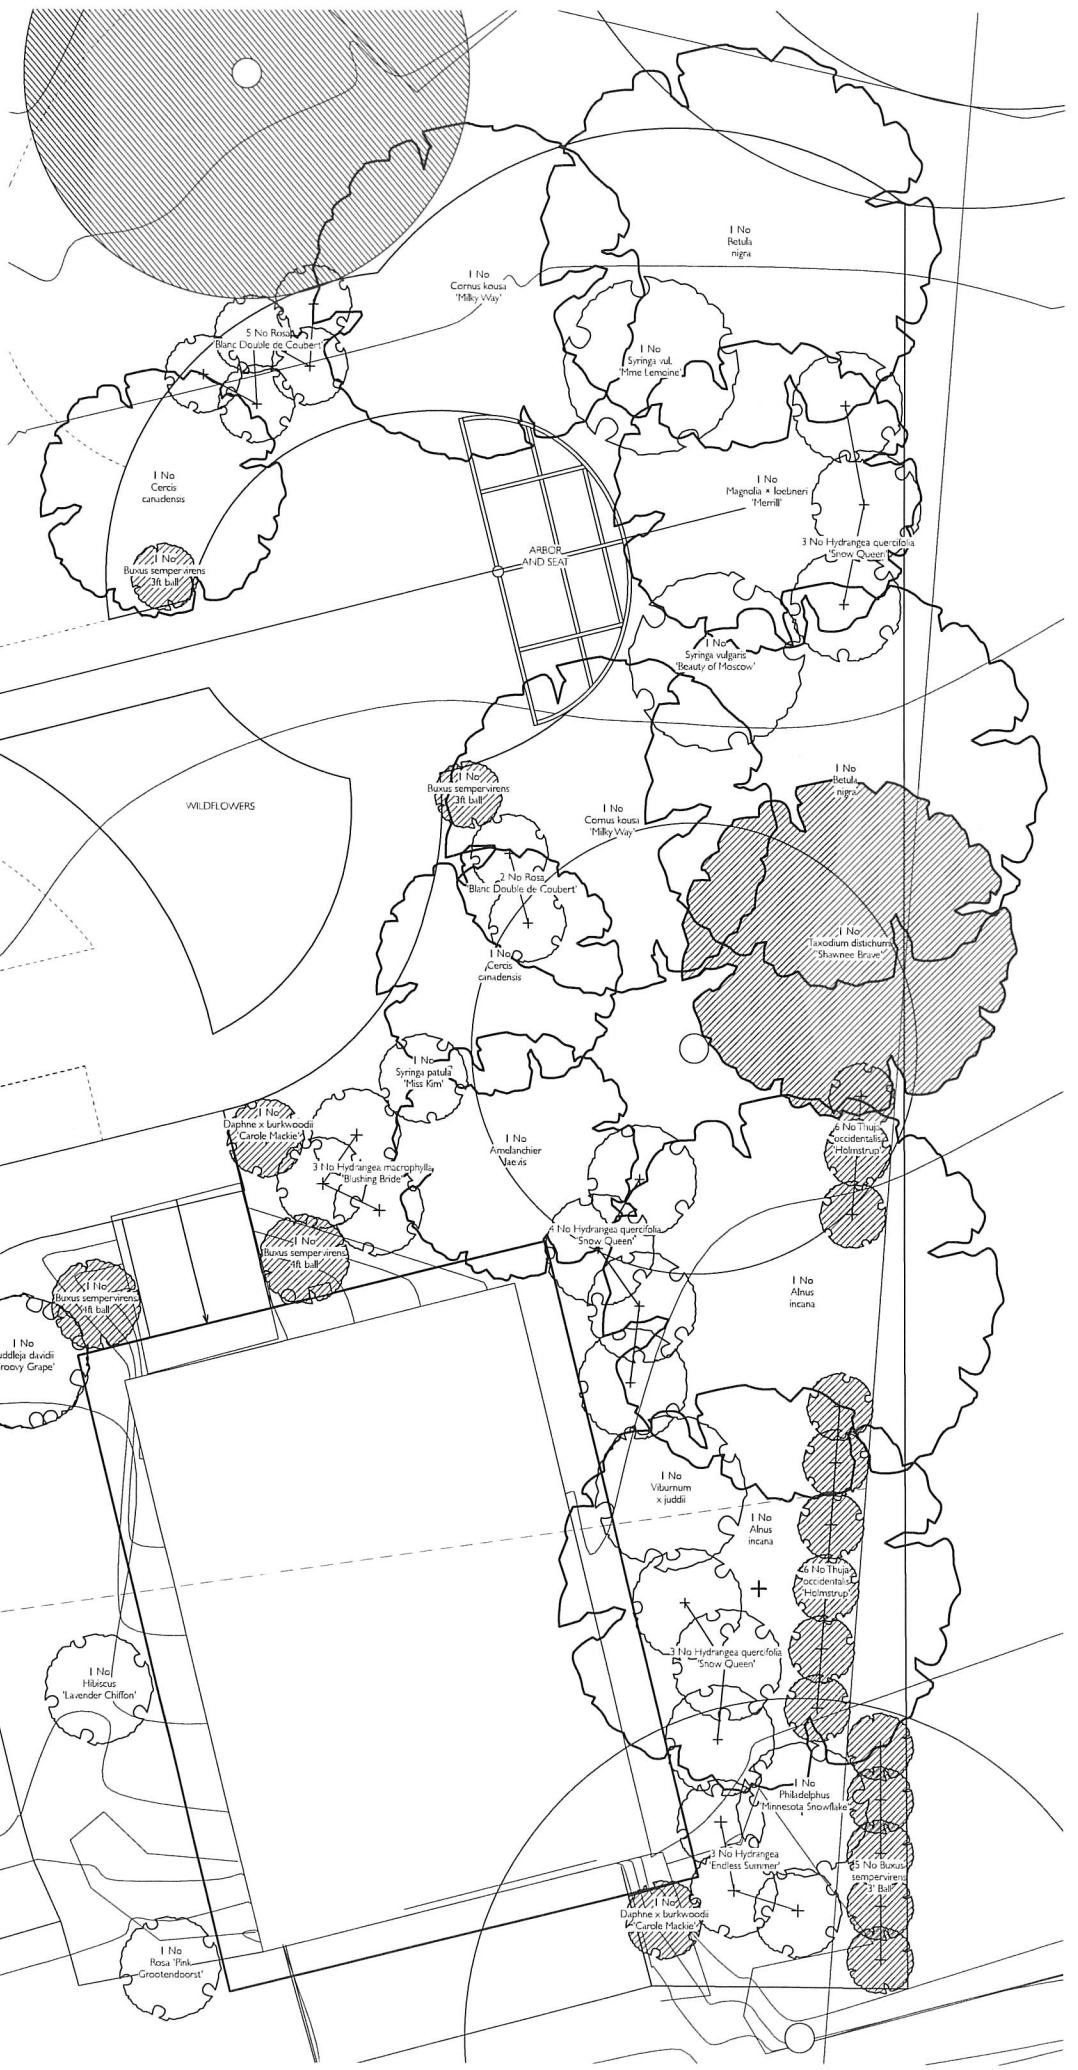 1 No
Betula
nigra
1 No
Cornus kousa
'Milky Way'
5 No Rosa
'Blanc Double de Coubert'
1 No
Syringa vul.
'Mme Lemoine'
1 No
Cercis
canadensis
1 No
Magnolia × loebneri
'Merrill'
3 No Hydrangea quercifolia
'Snow Queen'
ARBOR
AND SEAT
1 No
Buxus sempervirens
3ft ball
1 No
Syringa vulgaris
'Beauty of Moscow'
1 No
Buxus sempervirens
3ft ball
1 No
Betula
nigra
WILDFLOWERS
1 No
Cornus kousa
'Milky Way'
2 No Rosa
'Blanc Double de Coubert'
1 No
Taxodium distichum
'Shawnee Brave'
1 No
Cercis
canadensis
1 No
Syringa patula
'Miss Kim'
1 No
Daphne x burkwoodii
'Carole Mackie'
6 No Thuja
occidentalis
'Holmstrup'
1 No
Amelanchier
laevis
3 No Hydrangea macrophylla
'Blushing Bride'
4 No Hydrangea quercifolia
'Snow Queen'
1 No
Buxus sempervirens
4ft ball
1 No
Buxus sempervirens
4ft ball
1 No
Alnus
incana
1 No
uddleja davidii
roovy Grape'
1 No
Viburnum
x juddii
1 No
Alnus
incana
6 No Thuja
occidentalis
'Holmstrup'
3 No Hydrangea quercifolia
'Snow Queen'
1 No
Hibiscus
'Lavender Chiffon'
1 No
Philadelphus
'Minnesota Snowflake'
3 No Hydrangea
'Endless Summer'
5 No Buxus
sempervirens
3' Ball
1 No
Daphne x burkwoodii
'Carole Mackie'
1 No
Rosa 'Pink
Grootendoorst'